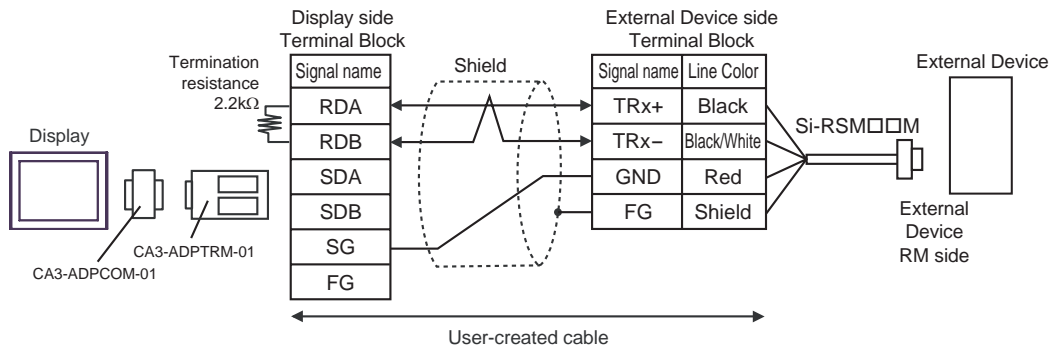 Display side
Terminal Block
External Device side
Terminal Block
External Device
Termination
resistance
2.2kΩ
Signal name
Shield
Signal name Line Color
RDA
TRx+ Black
Display
RDB
TRx− Black/White
Si-RSM□□M
SDA
GND Red
SDB
FG Shield
SG
FG
CA3-ADPTRM-01
CA3-ADPCOM-01
External
Device
RM side
User-created cable